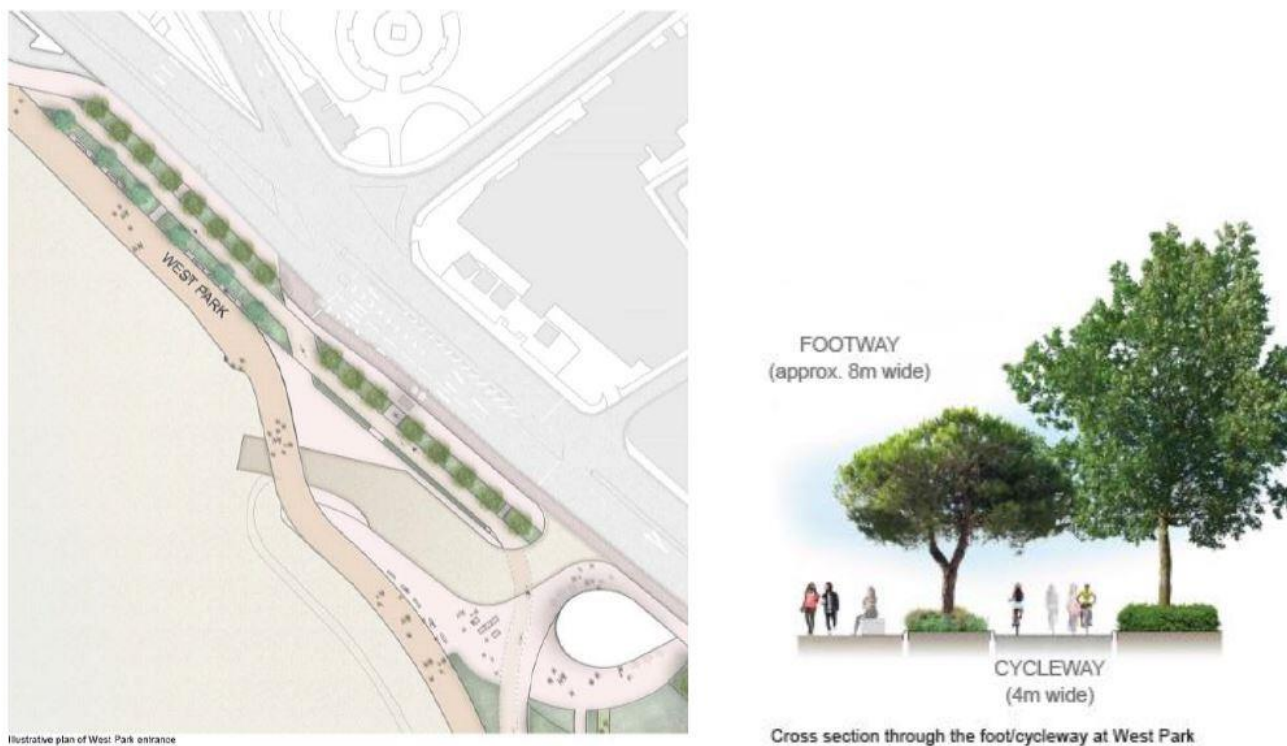 WEST PARK
Illustrative plan of West Park entrance
FOOTWAY
(approx. 8m wide)
CYCLEWAY
(4m wide)
Cross section through the foot/cycleway at West Park